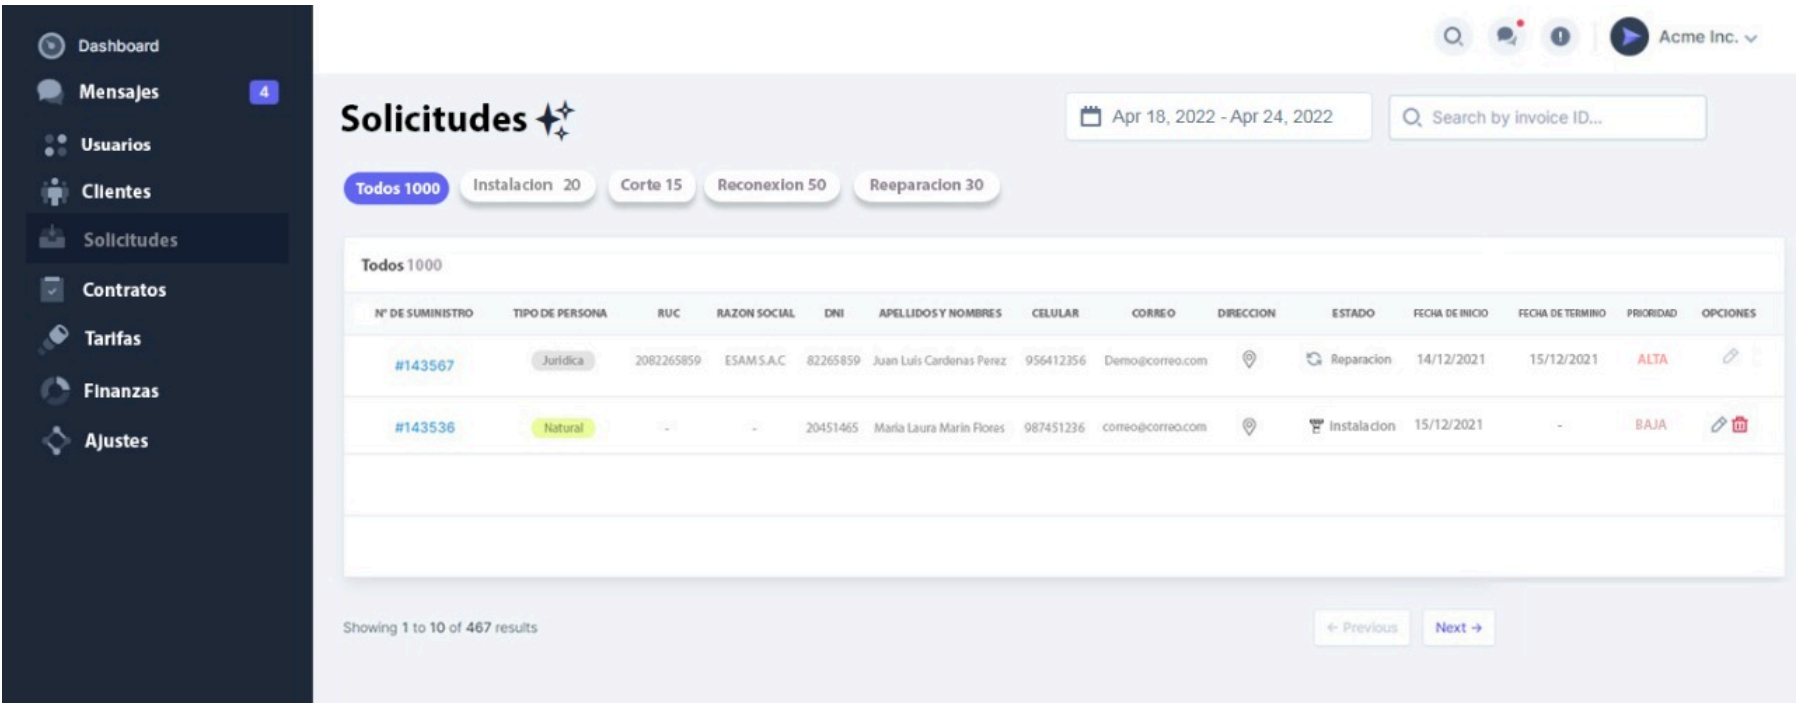 Dashboard
Mensajes 4
Usuarios
Clientes
Solicitudes
Contratos
Tarifas
Finanzas
Ajustes
Acme Inc.
Solicitudes
Apr 18, 2022 - Apr 24, 2022
Search by invoice ID...
Todos 1000
Instalacion 20
Corte 15
Reconexion 50
Reeparacion 30
Todos 1000
N° DE SUMINISTRO TIPO DE PERSONA RUC RAZON SOCIAL DNI APELLIDOS Y NOMBRES CELULAR CORREO DIRECCION ESTADO FECHA DE INICIO FECHA DE TERMINO PRIORIDAD OPCIONES
#143567 Juridica 2082265859 ESAM S.A.C 82265859 Juan Luis Cardenas Perez 956412356 Demo@correo.com Reparacion 14/12/2021 15/12/2021 ALTA
#143536 Natural - - 20451465 Maria Laura Marin Flores 987451236 correo@correo.com Instalacion 15/12/2021 - BAJA
Showing 1 to 10 of 467 results
← Previous
Next →